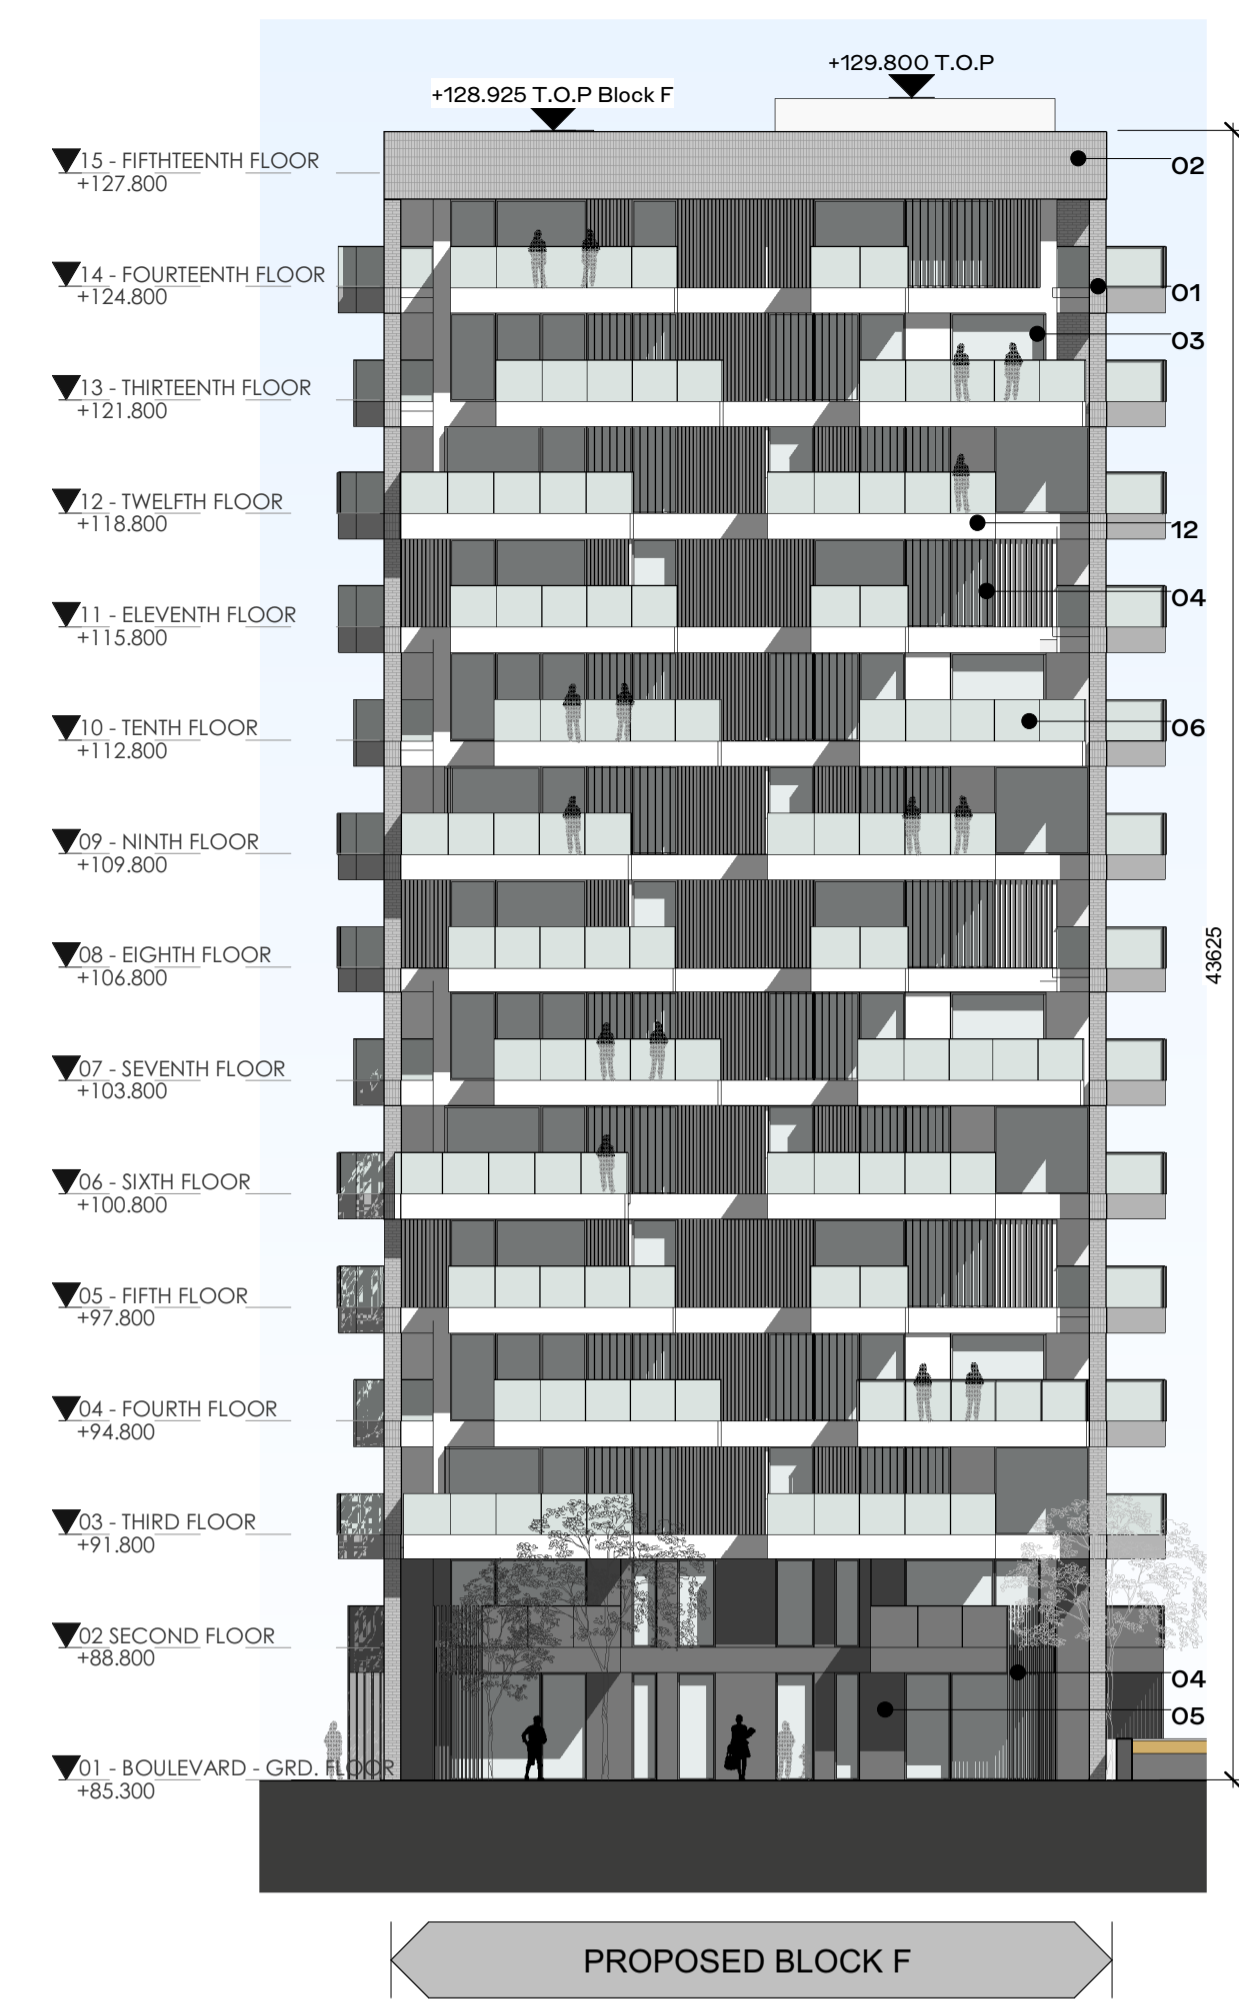 +129.800 T.O.P
+128.925 T.O.P Block F
15 - FIFTHTEENTH FLOOR
+127.800
02
14 - FOURTEENTH FLOOR
+124.800
01
03
13 - THIRTEENTH FLOOR
+121.800
12 - TWELFTH FLOOR
+118.800
12
04
11 - ELEVENTH FLOOR
+115.800
10 - TENTH FLOOR
+112.800
06
09 - NINTH FLOOR
+109.800
08 - EIGHTH FLOOR
+106.800
43625
07 - SEVENTH FLOOR
+103.800
06 - SIXTH FLOOR
+100.800
05 - FIFTH FLOOR
+97.800
04 - FOURTH FLOOR
+94.800
03 - THIRD FLOOR
+91.800
02 SECOND FLOOR
+88.800
04
05
01 - BOULEVARD - GRD. FLOOR
+85.300
PROPOSED BLOCK F